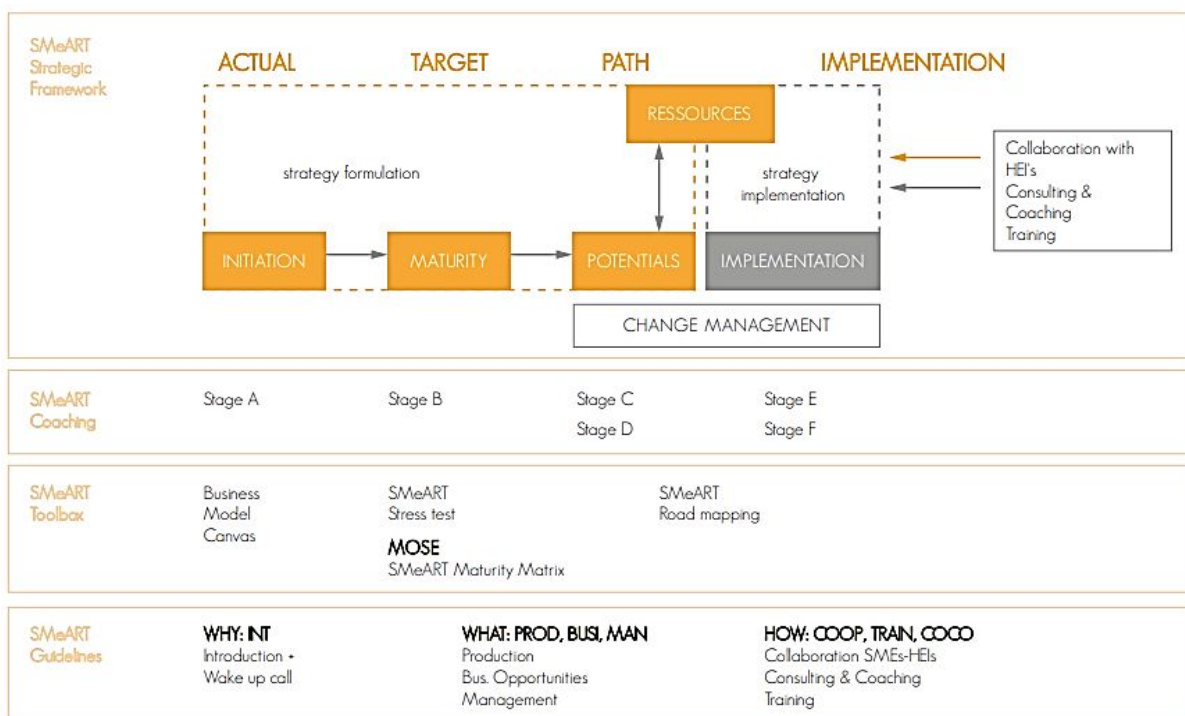 SMeART
Strategic
Framework
ACTUAL
TARGET
PATH
IMPLEMENTATION
RESSOURCES
strategy formulation
strategy
implementation
Collaboration with
HEI's
Consulting &
Coaching
Training
INITIATION
MATURITY
POTENTIALS
IMPLEMENTATION
CHANGE MANAGEMENT
SMeART
Coaching
Stage A
Stage B
Stage C
Stage D
Stage E
Stage F
SMeART
Toolbax
Business
Model
Canvas
SMeART
Stress test
MOSE
SMeART Maturity Matrix
SMeART
Road mapping
SMeART
Guidelines
WHY: INT
Introduction +
Wake up call
WHAT: PROD, BUSI, MAN
Production
Bus. Opportunities
Management
HOW: COOP, TRAIN, COCO
Collaboration SMEs-HEIs
Consulting & Coaching
Training